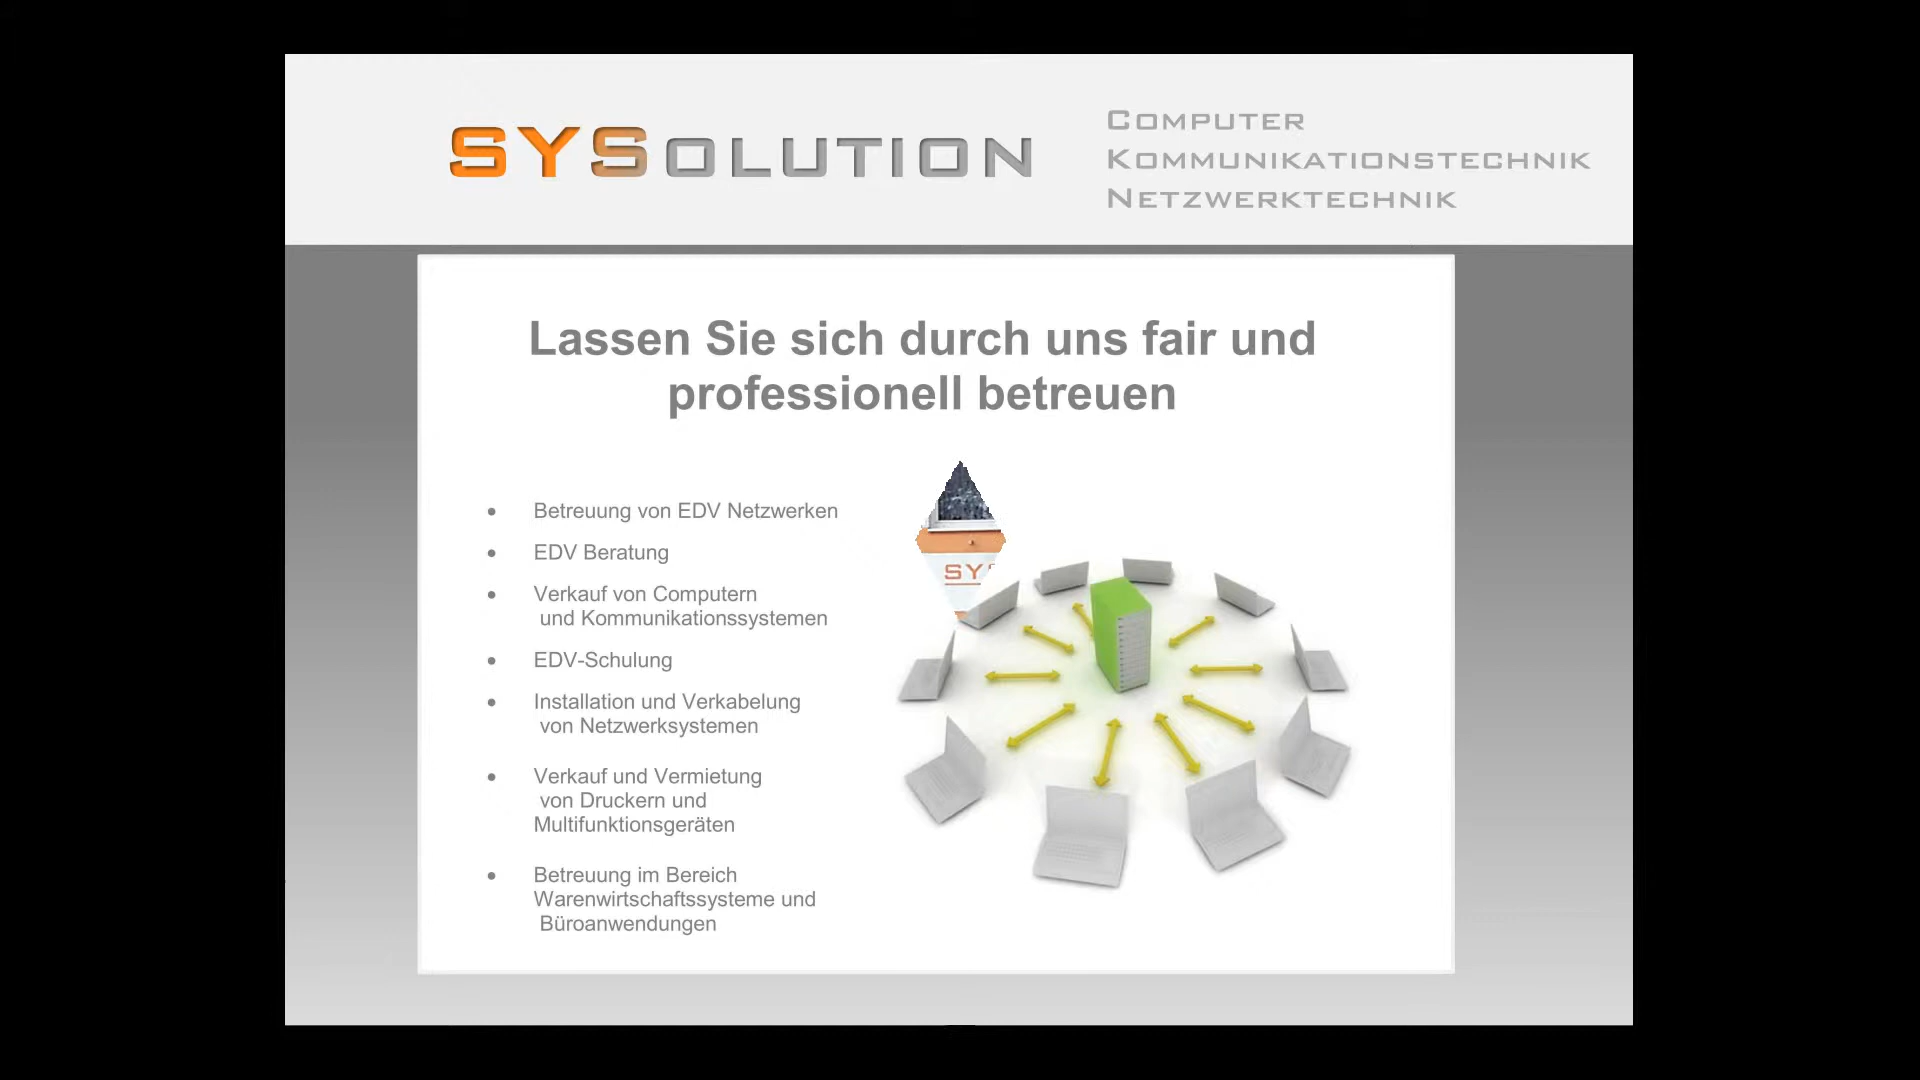 SYSOLUTION
COMPUTER
KOMMUNIKATIONSTECHNIK
NETZWERKTECHNIK
Lassen Sie sich durch uns fair und
professionell betreuen
• Betreuung von EDV Netzwerken
• EDV Beratung
• Verkauf von Computern
und Kommunikationssystemen
• EDV-Schulung
• Installation und Verkabelung
von Netzwerksystemen
• Verkauf und Vermietung
von Druckern und
Multifunktionsgeräten
• Betreuung im Bereich
Warenwirtschaftssysteme und
Büroanwendungen
SY